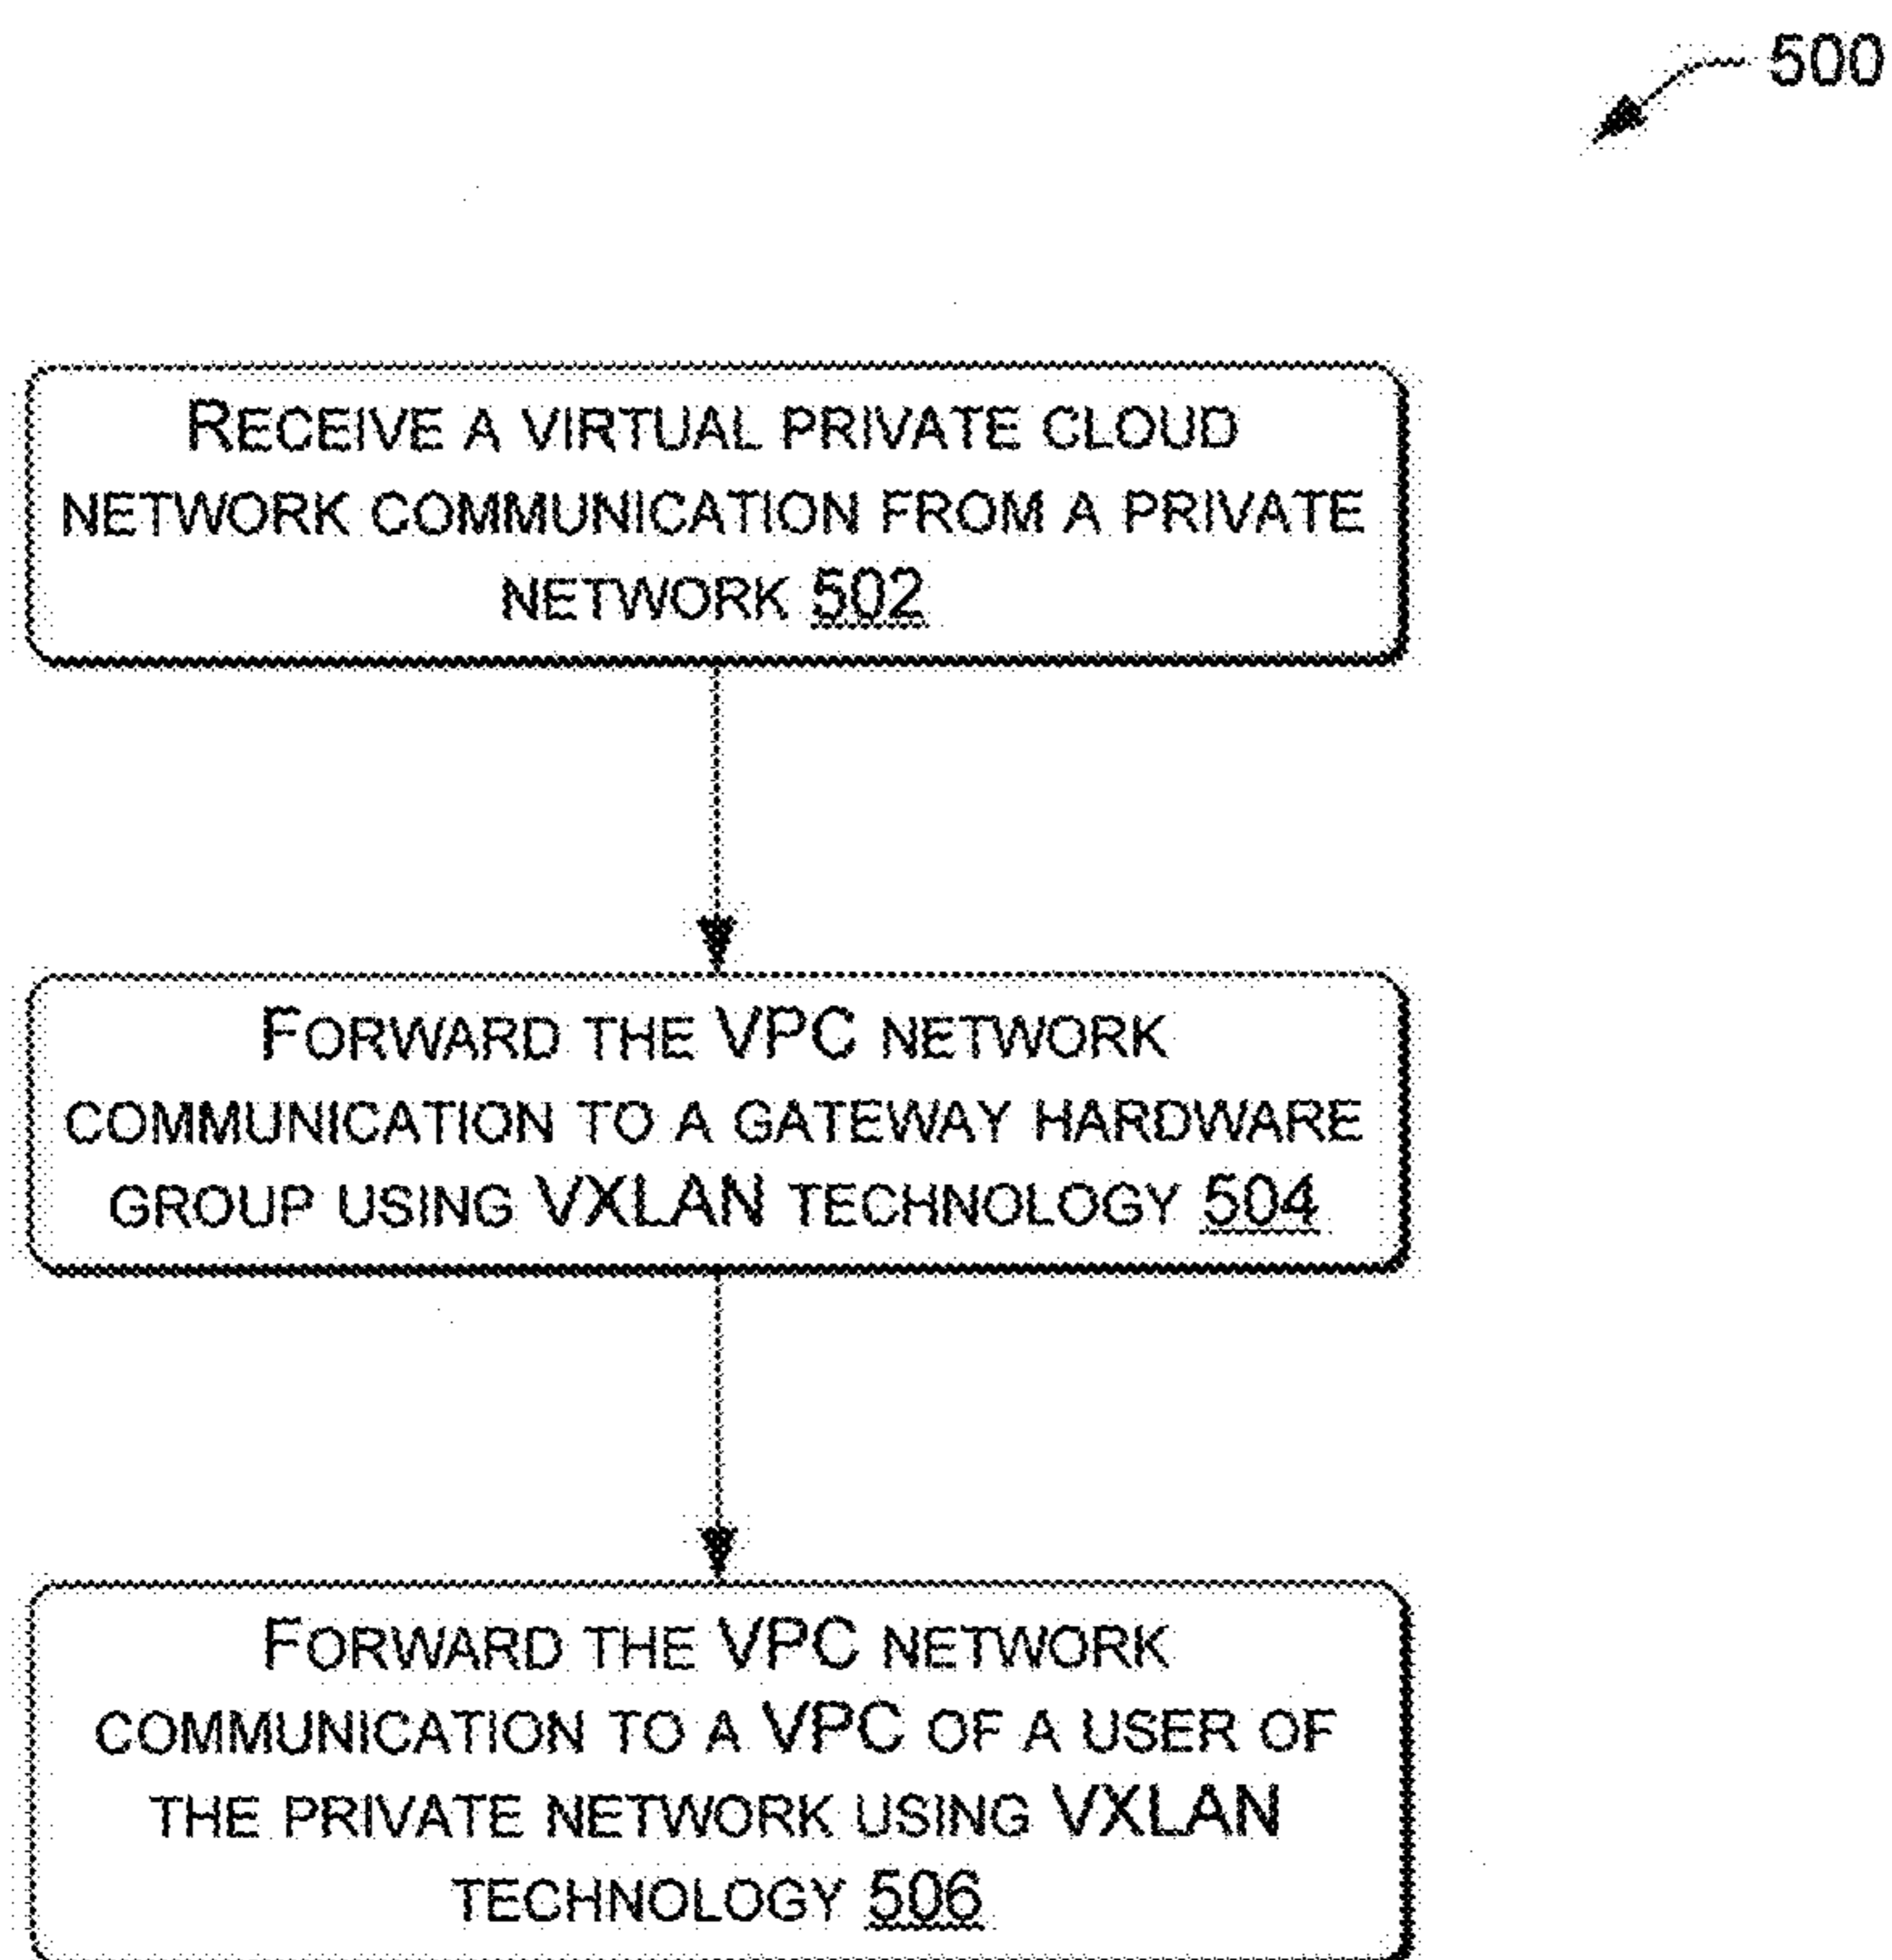 500
RECEIVE A VIRTUAL PRIVATE CLOUD
NETWORK COMMUNICATION FROM A PRIVATE
NETWORK 502
FORWARD THE VPC NETWORK
COMMUNICATION TO A GATEWAY HARDWARE
GROUP USING VXLAN TECHNOLOGY 504
FORWARD THE VPC NETWORK
COMMUNICATION TO A VPC OF A USER OF
THE PRIVATE NETWORK USING VXLAN
TECHNOLOGY 506